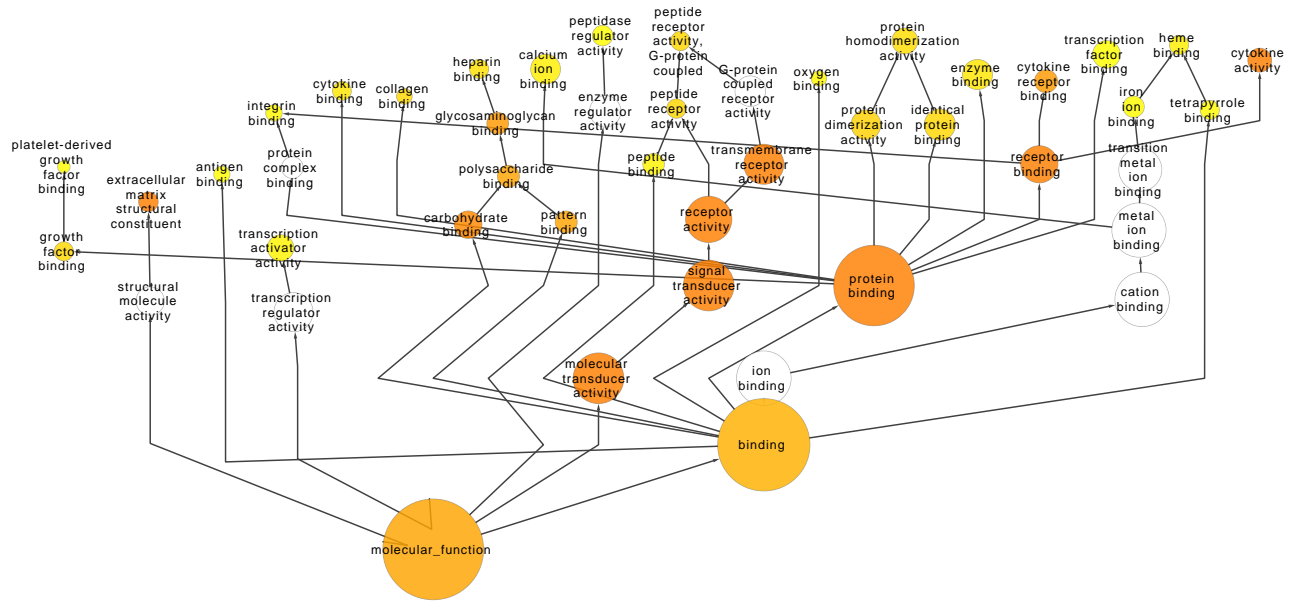 peptide
receptor
activity,
G-protein
coupled
peptidase
regulator
activity
protein
homodimerization
activity
transcription
factor
binding
heme
binding
cytokine
activity
heparin
binding
calcium
ion
binding
G-protein
coupled
receptor
activity
oxygen
binding
enzyme
binding
cytokine
receptor
binding
cytokine
binding
collagen
binding
integrin
binding
glycosaminoglycan
binding
enzyme
regulator
activity
peptide
receptor
activity
protein
dimerization
activity
identical
protein
binding
iron
ion
binding
tetrapyrrole
binding
platelet-derived
growth
factor
binding
extracellular
matrix
structural
constituent
antigen
binding
protein
complex
binding
polysaccharide
binding
peptide
binding
transmembrane
receptor
activity
receptor
binding
transition
metal
ion
binding
growth
factor
binding
transcription
activator
activity
carbohydrate
binding
pattern
binding
receptor
activity
metal
ion
binding
structural
molecule
activity
transcription
regulator
activity
signal
transducer
activity
protein
binding
cation
binding
molecular
transducer
activity
ion
binding
binding
molecular_function